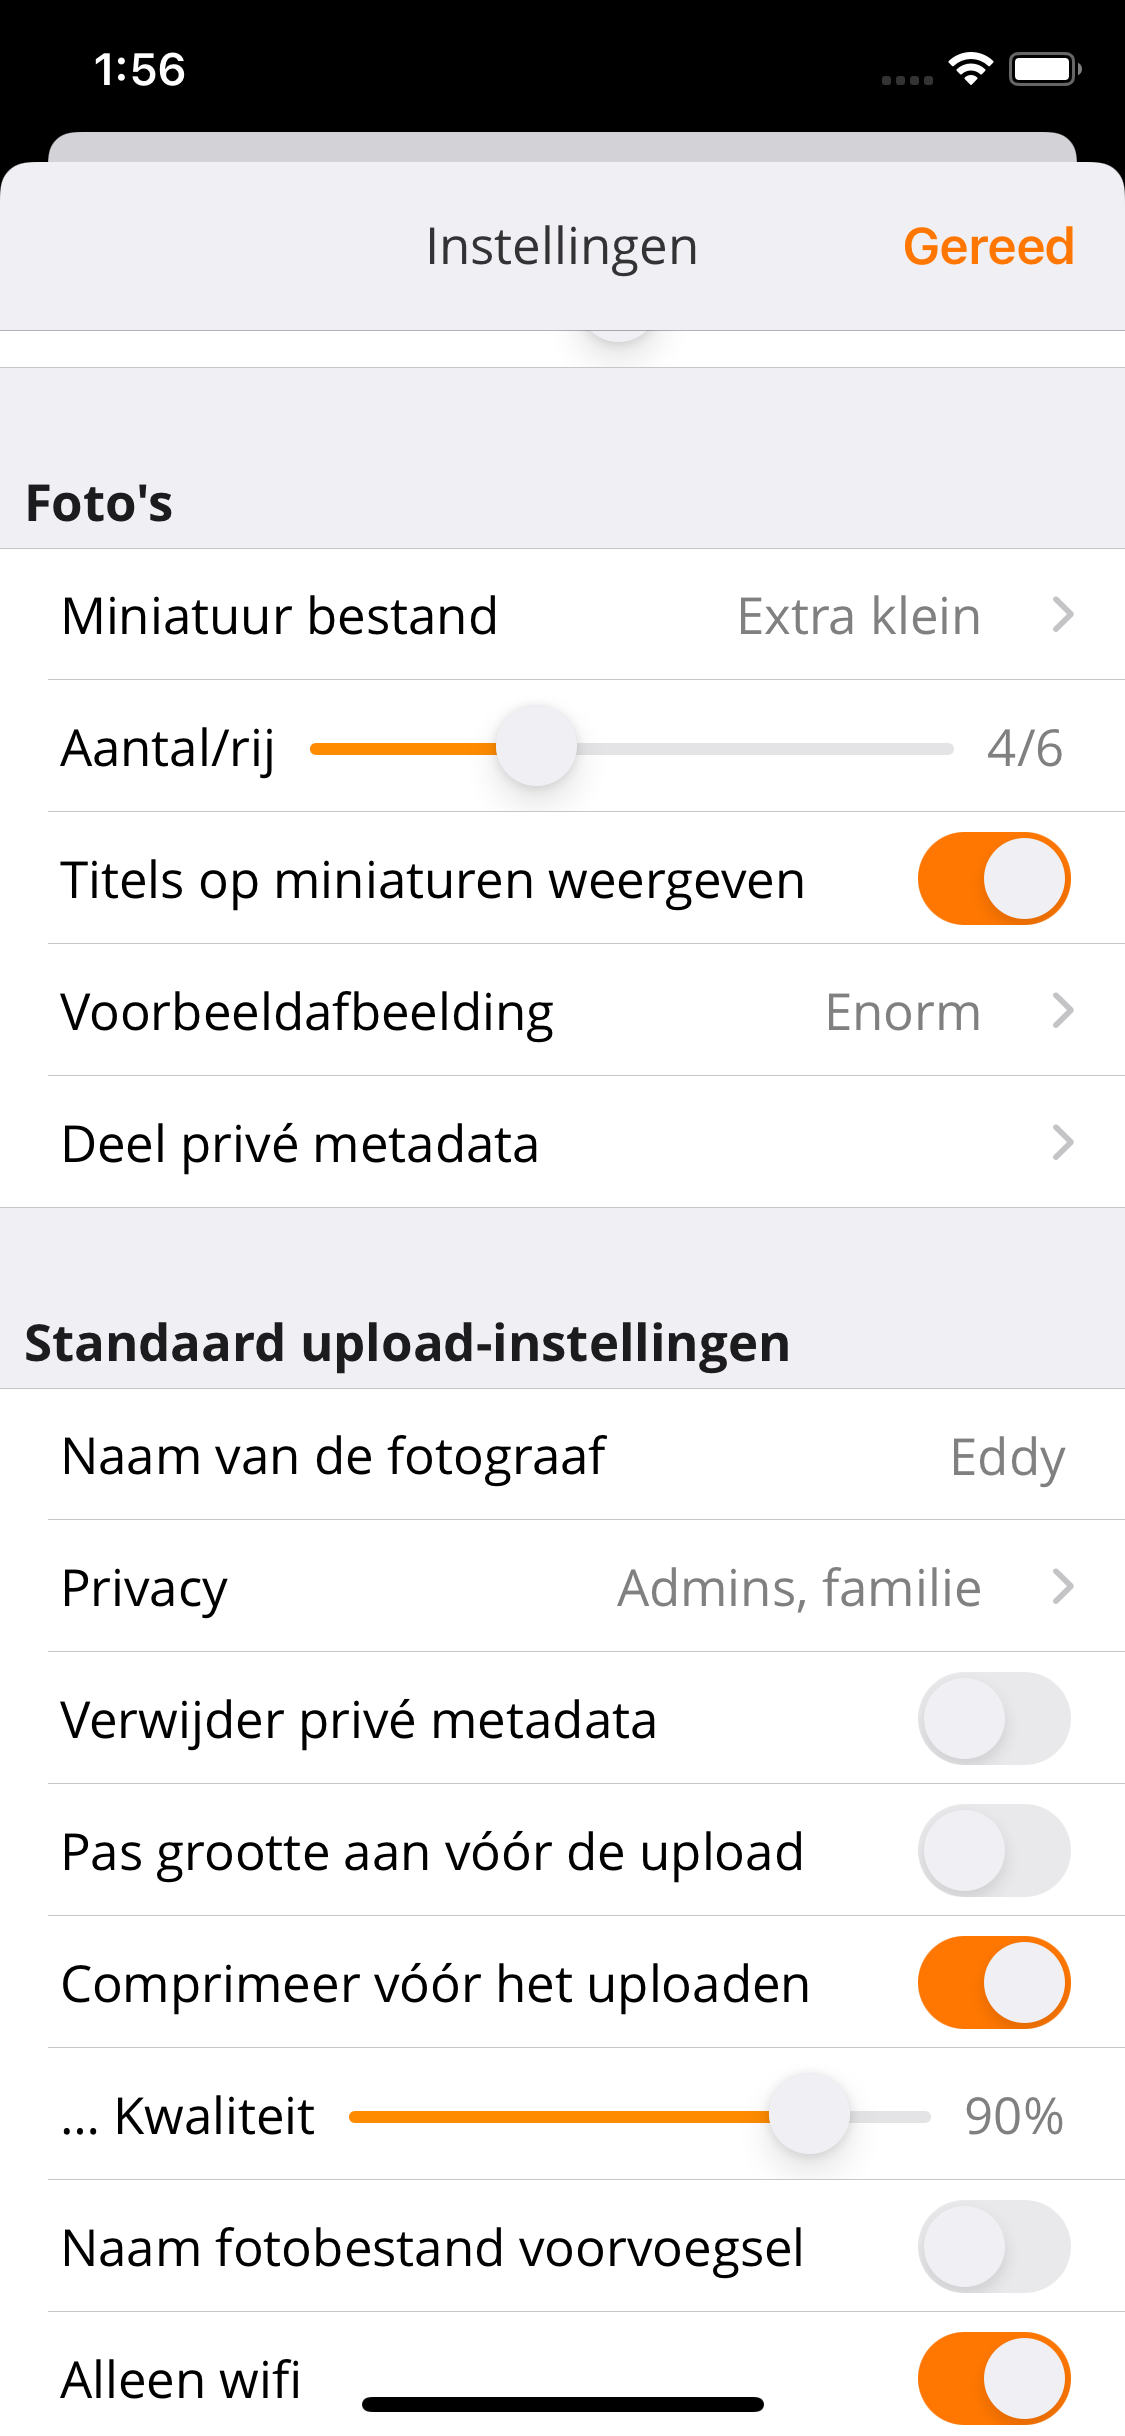 1:56
Instellingen
Gereed
Foto's
Miniatuur bestand
Extra klein
Aantal/rij
4/6
Titels op miniaturen weergeven
Voorbeeldafbeelding
Enorm
Deel privé metadata
Standaard upload-instellingen
Naam van de fotograaf
Eddy
Privacy
Admins, familie
Verwijder privé metadata
Pas grootte aan vóór de upload
Comprimeer vóór het uploaden
... Kwaliteit
90%
Naam fotobestand voorvoegsel
Alleen wifi